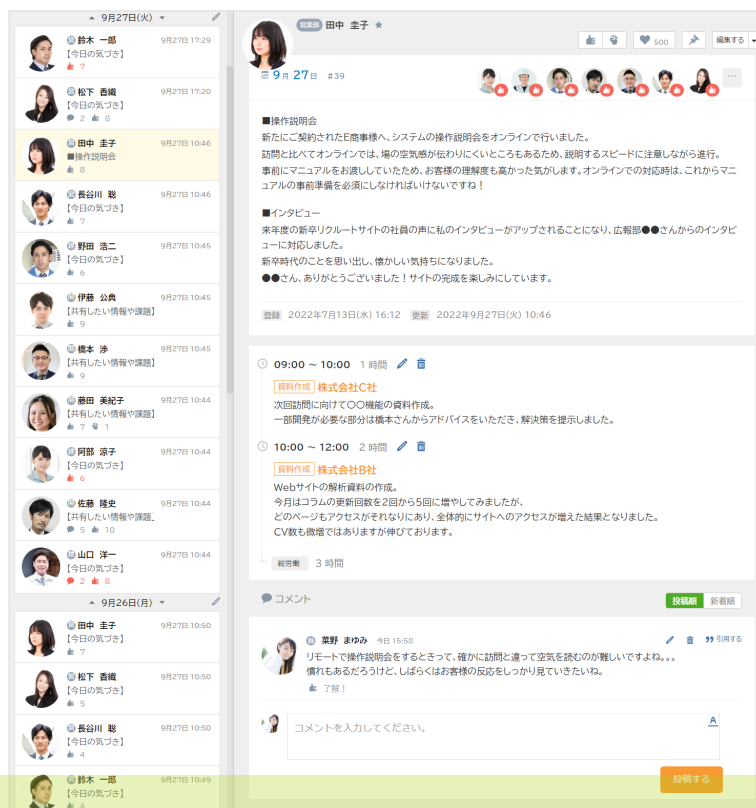 9月27日(火)
鈴木 一郎 9月27日 17:29
【今日の気づき】
7
松下 香織 9月27日 17:20
【今日の気づき】
2 8
田中 圭子 9月27日 10:46
■操作説明会
8
長谷川 聡 9月27日 10:46
【今日の気づき】
7
野田 浩二 9月27日 10:45
【今日の気づき】
6
伊藤 公典 9月27日 10:45
【共有したい情報や課題】
9
橋本 渉 9月27日 10:45
【共有したい情報や課題】
9
藤田 美紀子 9月27日 10:44
【共有したい情報や課題】
7 1
阿部 涼子 9月27日 10:44
【今日の気づき】
6
佐藤 隆史 9月27日 10:44
【共有したい情報や課題】
5 10
山口 洋一 9月27日 10:44
【今日の気づき】
2 8
9月26日(月)
田中 圭子 9月27日 10:50
【今日の気づき】
7
松下 香織 9月27日 10:50
【今日の気づき】
5
長谷川 聡 9月27日 10:50
【今日の気づき】
4
鈴木 一郎 9月27日 10:49
【今日の気づき】
4
営業部 田中 圭子 ★
500 編集する
9月 27日 #39
■操作説明会
新たにご契約されたE商事様へ、システムの操作説明会をオンラインで行いました。
訪問と比べてオンラインでは、場の空気感が伝わりにくいところもあるため、説明するスピードに注意しながら進行。
事前にマニュアルをお渡ししていたため、お客様の理解度も高かった気がします。オンラインでの対応時は、これからマニ
ュアルの事前準備を必須にしなければいけないですね！
■インタビュー
来年度の新卒リクルートサイトの社員の声に私のインタビューがアップされることになり、広報部●●さんからのインタビ
ューに対応しました。
新卒時代のことを思い出し、懐かしい気持ちになりました。
●●さん、ありがとうございました！サイトの完成を楽しみにしています。
登録 2022年7月13日(水) 16:12 更新 2022年9月27日(火) 10:46
09:00 ~ 10:00 1 時間
資料作成 株式会社C社
次回訪問に向けて〇〇機能の資料作成。
一部開発が必要な部分は橋本さんからアドバイスをいただき、解決策を提示しました。
10:00 ~ 12:00 2 時間
資料作成 株式会社B社
Webサイトの解析資料の作成。
今月はコラムの更新回数を2回から5回に増やしてみましたが、
どのページもアクセスがそれなりにあり、全体的にサイトへのアクセスが増えた結果となりました。
CV数も微増ではありますが伸びております。
総労働 3 時間
コメント 投稿順 新着順
菜野 まゆみ 今日 15:58 引用する
リモートで操作説明会をするときって、確かに訪問と違って空気を読むのが難しいですよね。。。
慣れもあるだろうけど、しばらくはお客様の反応をしっかり見ていきたいね。
了解！
コメントを入力してください。 A
投稿する